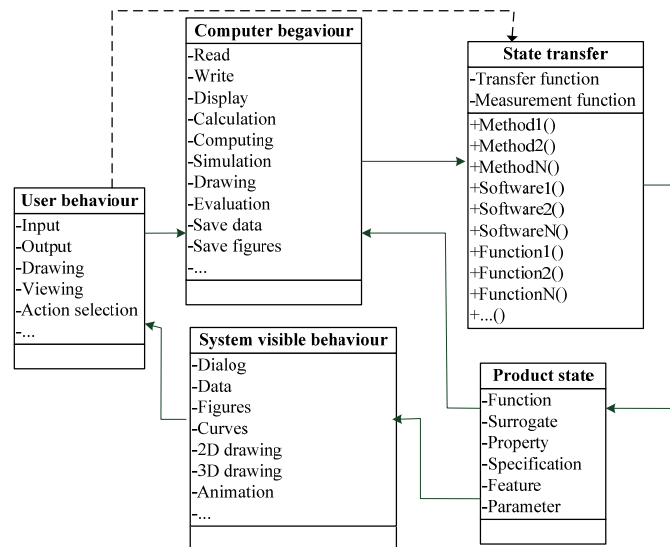 Computer begaviour
-Read
-Write
-Display
-Calculation
-Computing
-Simulation
-Drawing
-Evaluation
-Save data
-Save figures
-...
State transfer
-Transfer function
-Measurement function
+Method1()
+Method2()
+MethodN()
+Software1()
+Software2()
+SoftwareN()
+Function1()
+Function2()
+FunctionN()
+...()
User behaviour
-Input
-Output
-Drawing
-Viewing
-Action selection
-...
System visible behaviour
-Dialog
-Data
-Figures
-Curves
-2D drawing
-3D drawing
-Animation
-...
Product state
-Function
-Surrogate
-Property
-Specification
-Feature
-Parameter